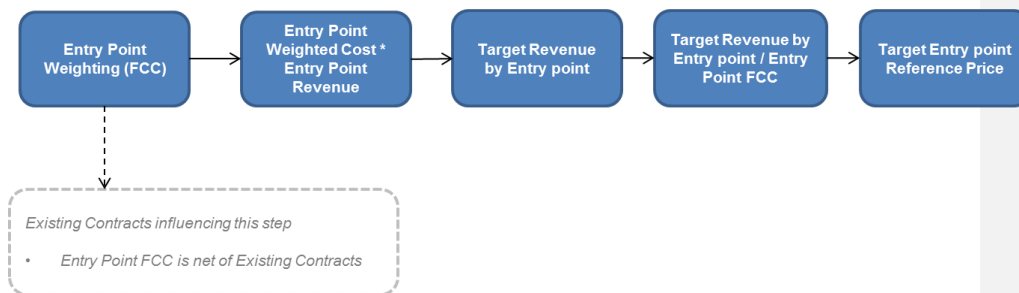 Entry Point
Weighting (FCC)
Entry Point
Weighted Cost *
Entry Point
Revenue
Target Revenue
by Entry point
Target Revenue by
Entry point / Entry
Point FCC
Target Entry point
Reference Price
Existing Contracts influencing this step
• Entry Point FCC is net of Existing Contracts